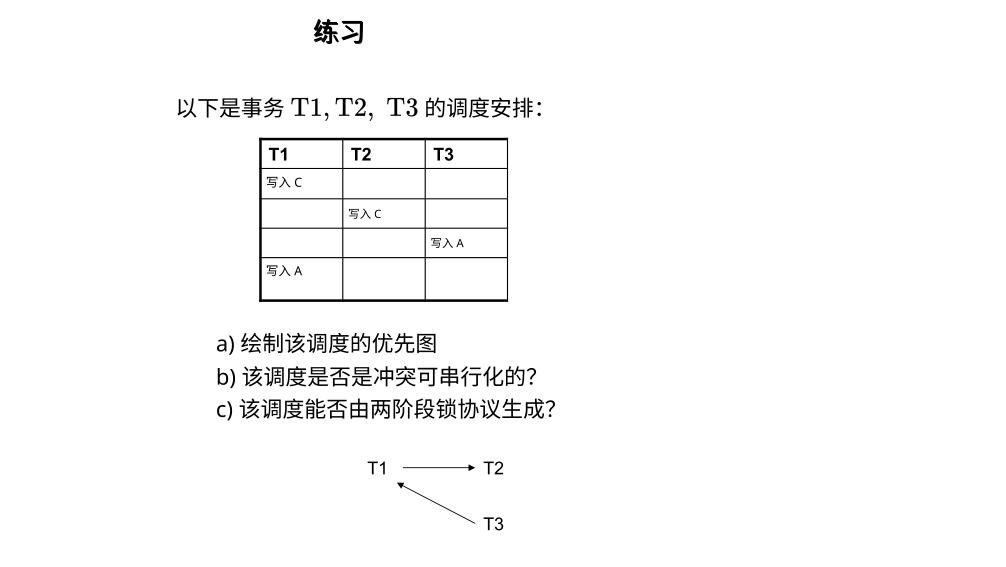 练习
以下是事务 T1, T2, T3 的调度安排：
T1 T2 T3
写入 C
写入 C
写入 A
写入 A
a) 绘制该调度的优先图
b) 该调度是否是冲突可串行化的？
c) 该调度能否由两阶段锁协议生成？
T1 T2
T3